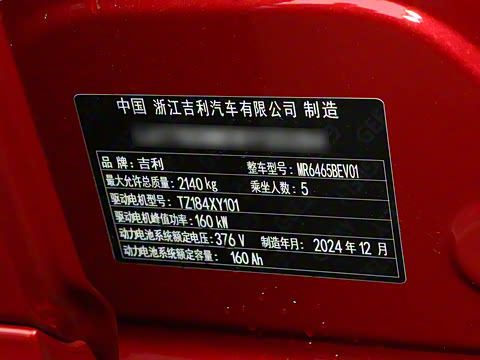 中国 浙江吉利汽车有限公司 制造
品牌：吉利 整车型号：MR6465BEV01
最大允许总质量：2140 kg 乘坐人数：5
驱动电机型号：TZ184XY101
驱动电机峰值功率：160 kW
动力电池系统额定电压：376 V 制造年月：2024 年 12 月
动力电池系统额定容量： 160 Ah